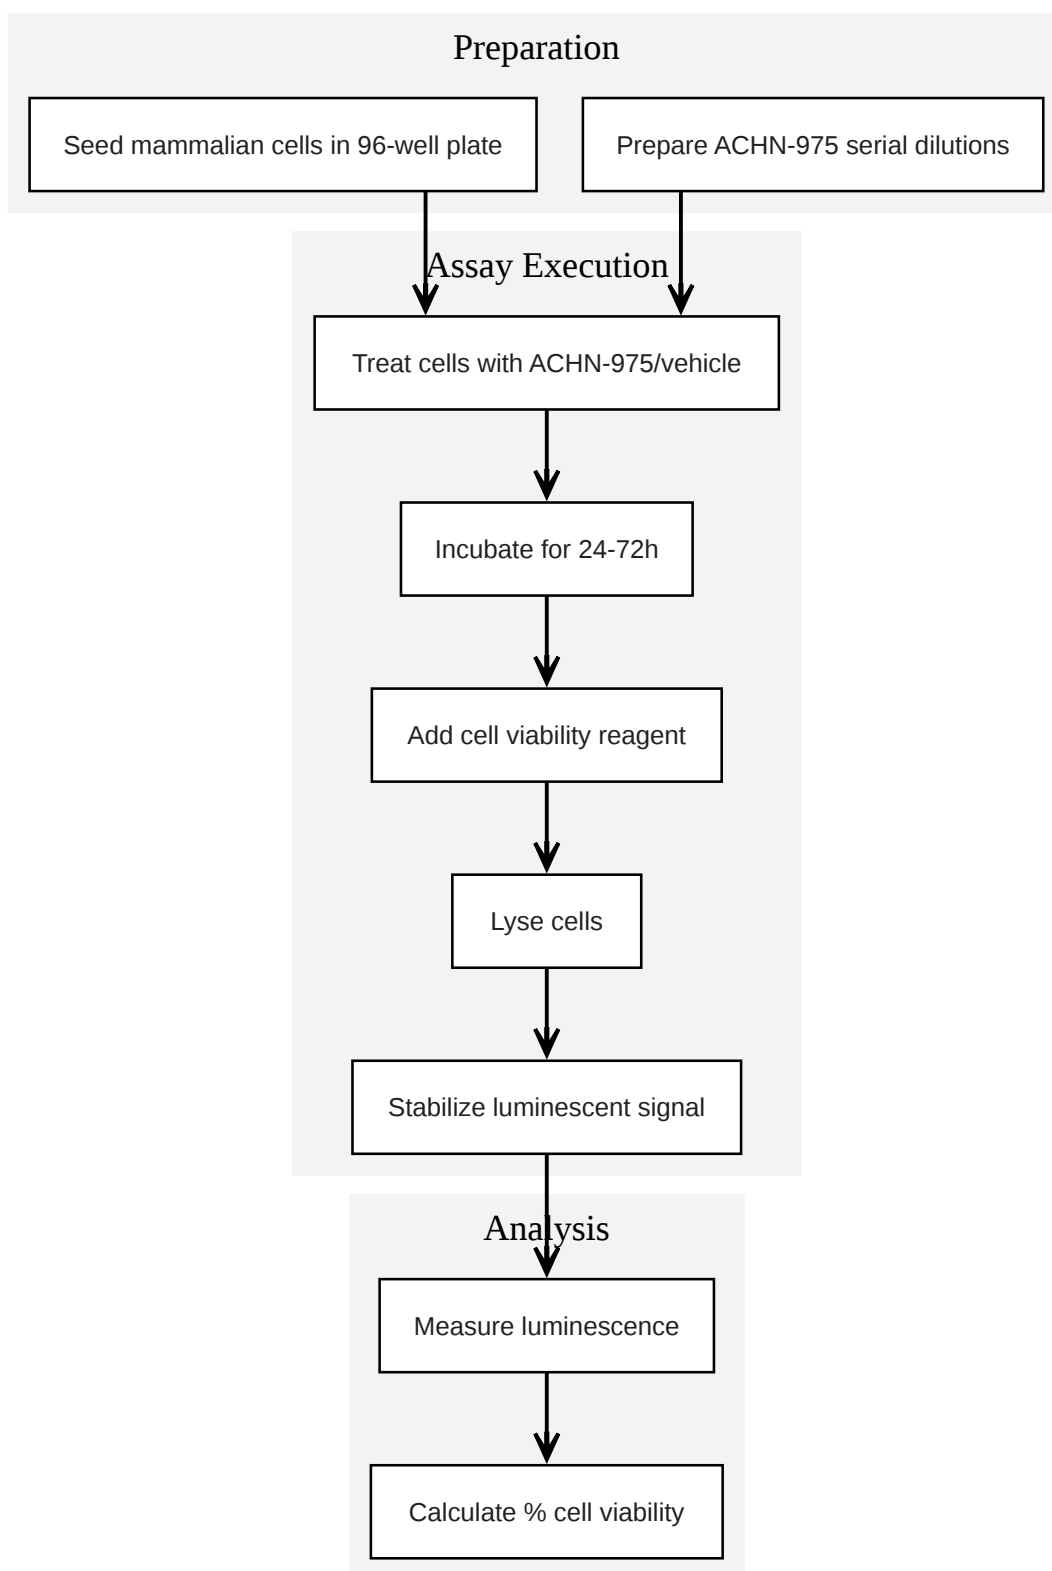 Preparation
Seed mammalian cells in 96-well plate
Prepare ACHN-975 serial dilutions
Assay Execution
Treat cells with ACHN-975/vehicle
Incubate for 24-72h
Add cell viability reagent
Lyse cells
Stabilize luminescent signal
Analysis
Measure luminescence
Calculate % cell viability